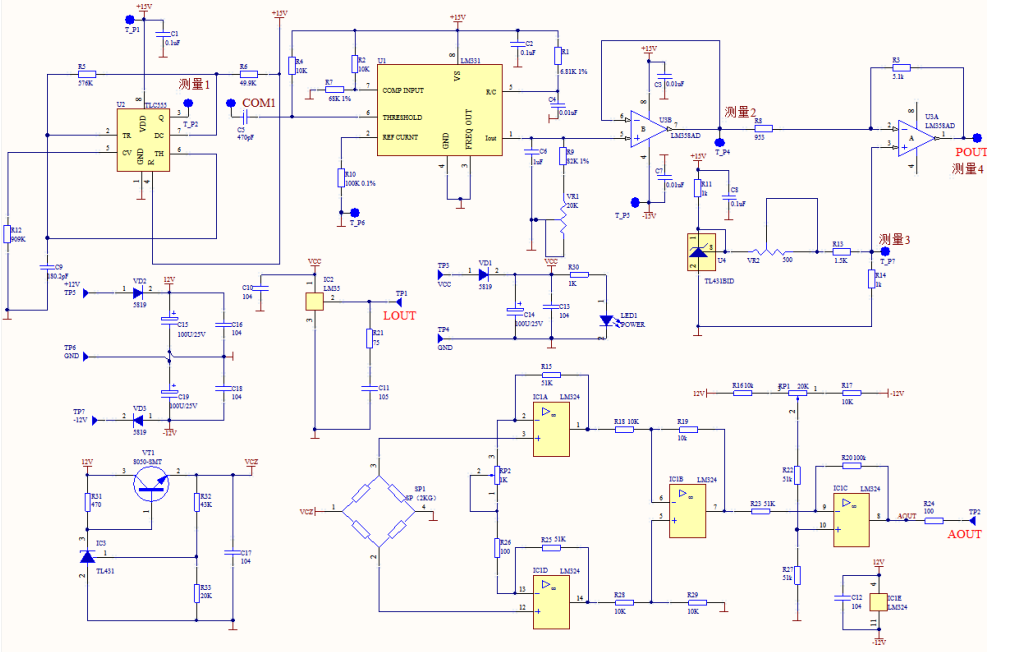 +15V
T_P1
C1
0.1uF
R5
576K
R6
49.9K
测量1
U2
TLC555
VDD
TR
CV
Q
DC
TH
GND
R
T_P2
COM1
C5
470pF
R12
909K
C9
+15V
R4
10K
R2
10K
R7
68K 1%
U1
LM331
VS
COMP INPUT
THRESHOLD
REF CURENT
R/C
Iout
GND
FREQ OUT
R10
100K 0.1%
T_P6
+15V
C2
0.1uF
R1
6.81K 1%
C4
0.01uF
C6
1uF
R9
82K 1%
VR1
20K
+15V
C3
0.01uF
U3B
LM358AD
B
C7
0.01uF
T_P5
-15V
测量2
T_P4
R8
953
R3
5.1k
U3A
LM358AD
A
POUT
测量4
+15V
R11
1k
C8
0.1uF
U4
TL431BID
VR2
500
R13
1.5K
测量3
T_P7
R14
1k
+12V
TP5
VD2
5819
12V
C15
100U/25V
C16
104
TP6
GND
C19
100U/25V
C18
104
TP7
-12V
VD3
5819
-12V
C10
104
VCC
IC2
LM35
TP1
LOUT
R21
75
C11
105
TP3
VCC
VD1
5819
VCC
R30
1K
C14
100U/25V
C13
104
LED1
POWER
TP4
GND
12V
VT1
8050-SMT
VCZ
R31
470
R32
43K
IC3
TL431
R33
20K
C17
104
VCZ
SP1
SP (2KG)
R15
51K
IC1A
LM324
RP2
1K
R26
100
R25 51K
IC1D
LM324
R18 10K
R19
10k
IC1B
LM324
R28
10K
R29
10K
R23 51K
12V
R16 10k
RP1 20K
R17
10K
-12V
R22
51k
R27
51k
R20 100k
IC1C
LM324
AOUT
R24
100
TP2
AOUT
12V
C12
104
IC1E
LM324
-12V